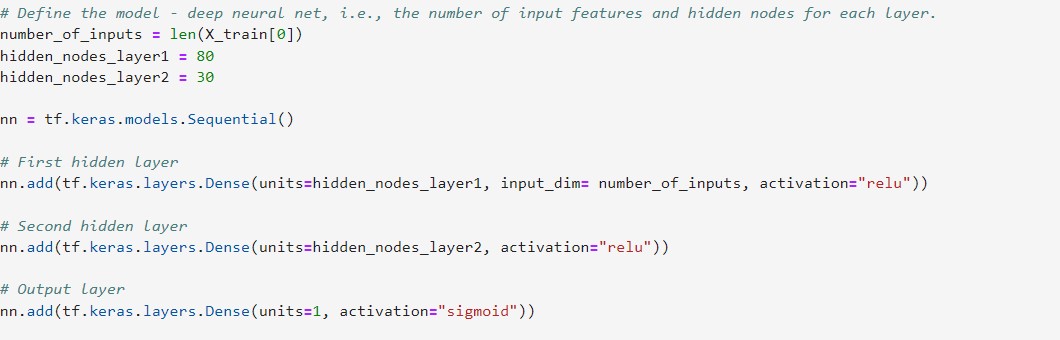 # Define the model - deep neural net, i.e., the number of input features and hidden nodes for each layer.
number_of_inputs = len(X_train[0])
hidden_nodes_layer1 = 80
hidden_nodes_layer2 = 30
nn = tf.keras.models.Sequential()
# First hidden layer
nn.add(tf.keras.layers.Dense(units=hidden_nodes_layer1, input_dim= number_of_inputs, activation="relu"))
# Second hidden layer
nn.add(tf.keras.layers.Dense(units=hidden_nodes_layer2, activation="relu"))
# Output layer
nn.add(tf.keras.layers.Dense(units=1, activation="sigmoid"))